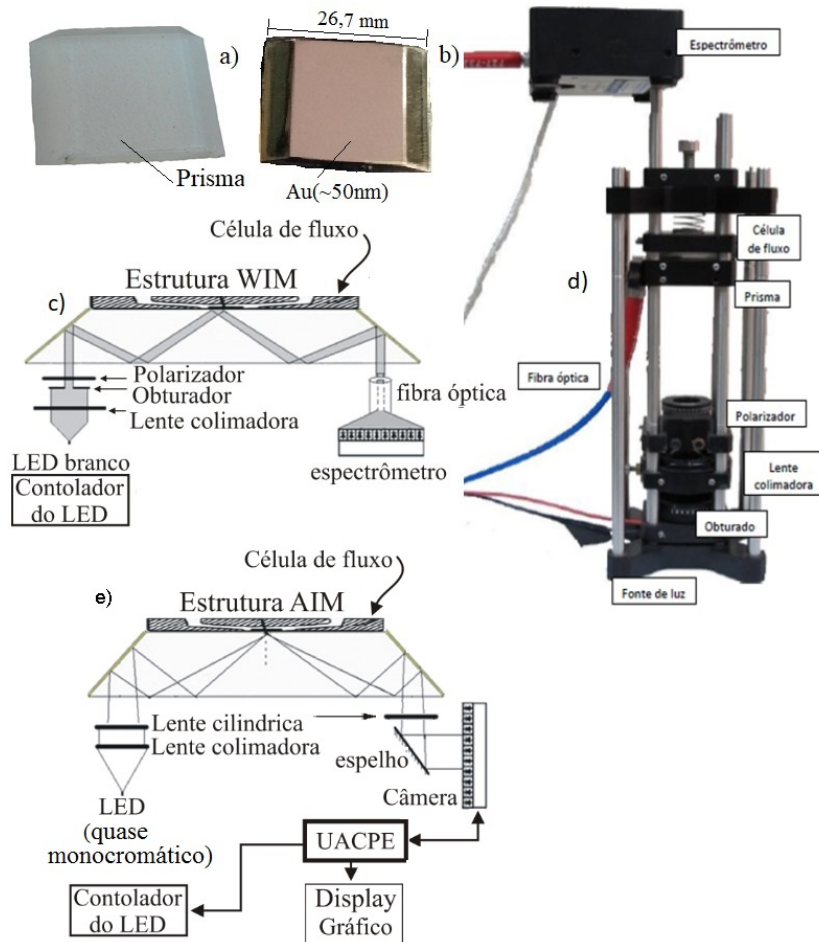 26,7 mm
a)
b)
Prisma
Au(~50nm)
Espectrômetro
Célula de fluxo
Estrutura WIM
c)
Polarizador
Obturador
Lente colimadora
LED branco
Contolador
do LED
fibra óptica
espectrômetro
d)
Célula
de fluxo
Prisma
Fibra óptica
Polarizador
Lente
colimadora
Obturado
Fonte de luz
e)
Célula de fluxo
Estrutura AIM
Lente cilindrica
Lente colimadora
espelho
Câmera
LED
(quase
monocromático)
UACPE
Contolador
do LED
Display
Gráfico